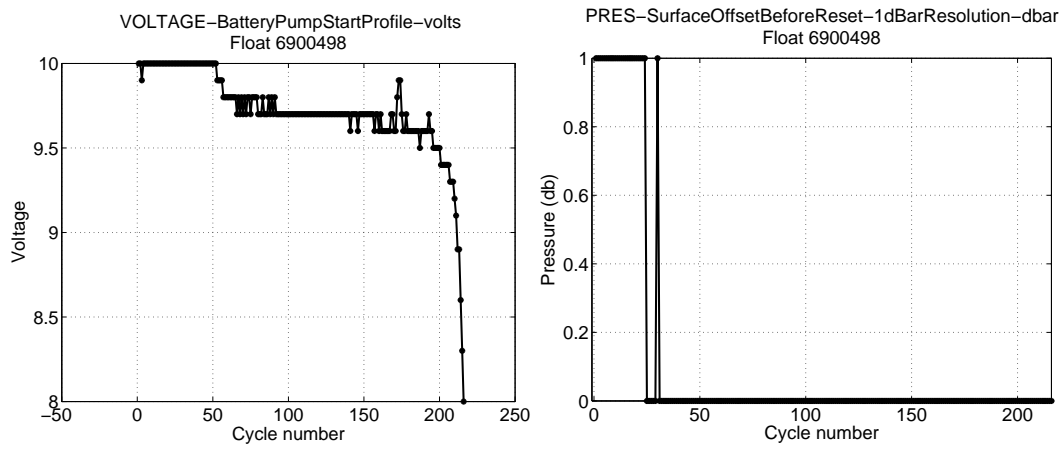 VOLTAGE−BatteryPumpStartProfile−volts
Float 6900498
10
9.5
9
8.5
8
Voltage
−50
0
50
100
150
200
250
Cycle number
PRES−SurfaceOffsetBeforeReset−1dBarResolution−dbar
Float 6900498
1
0.8
0.6
0.4
0.2
0
Pressure (db)
0
50
100
150
200
Cycle number